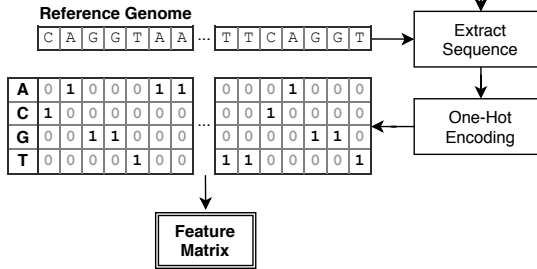 Reference Genome
C A G G T A A ... T T C A G G T
Extract
Sequence
A 0 1 0 0 0 1 1 0 0 0 1 0 0 0
C 1 0 0 0 0 0 0 ... 0 0 1 0 0 0 0
G 0 0 1 1 0 0 0 0 0 0 0 1 1 0
T 0 0 0 0 1 0 0 1 1 0 0 0 0 1
One-Hot
Encoding
Feature
Matrix